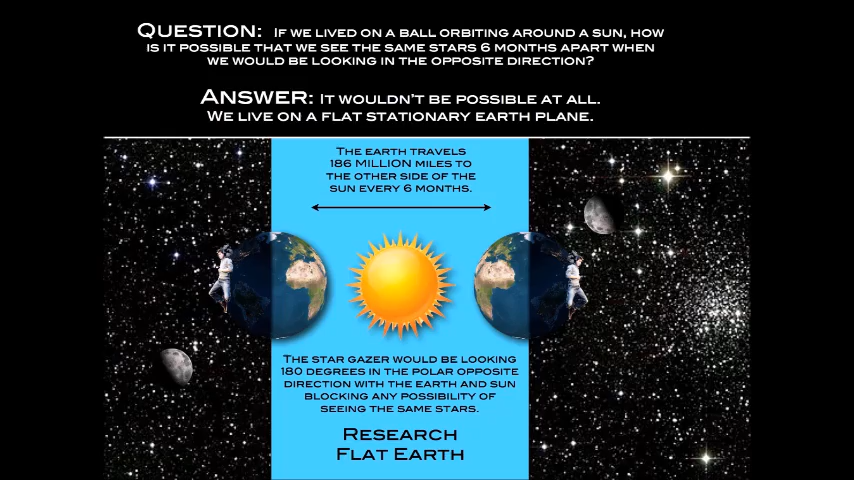 QUESTION: IF WE LIVED ON A BALL ORBITING AROUND A SUN, HOW
IS IT POSSIBLE THAT WE SEE THE SAME STARS 6 MONTHS APART WHEN
WE WOULD BE LOOKING IN THE OPPOSITE DIRECTION?
ANSWER: IT WOULDN'T BE POSSIBLE AT ALL.
WE LIVE ON A FLAT STATIONARY EARTH PLANE.
THE EARTH TRAVELS
186 MILLION MILES TO
THE OTHER SIDE OF THE
SUN EVERY 6 MONTHS.
THE STAR GAZER WOULD BE LOOKING
180 DEGREES IN THE POLAR OPPOSITE
DIRECTION WITH THE EARTH AND SUN
BLOCKING ANY POSSIBILITY OF
SEEING THE SAME STARS.
RESEARCH
FLAT EARTH